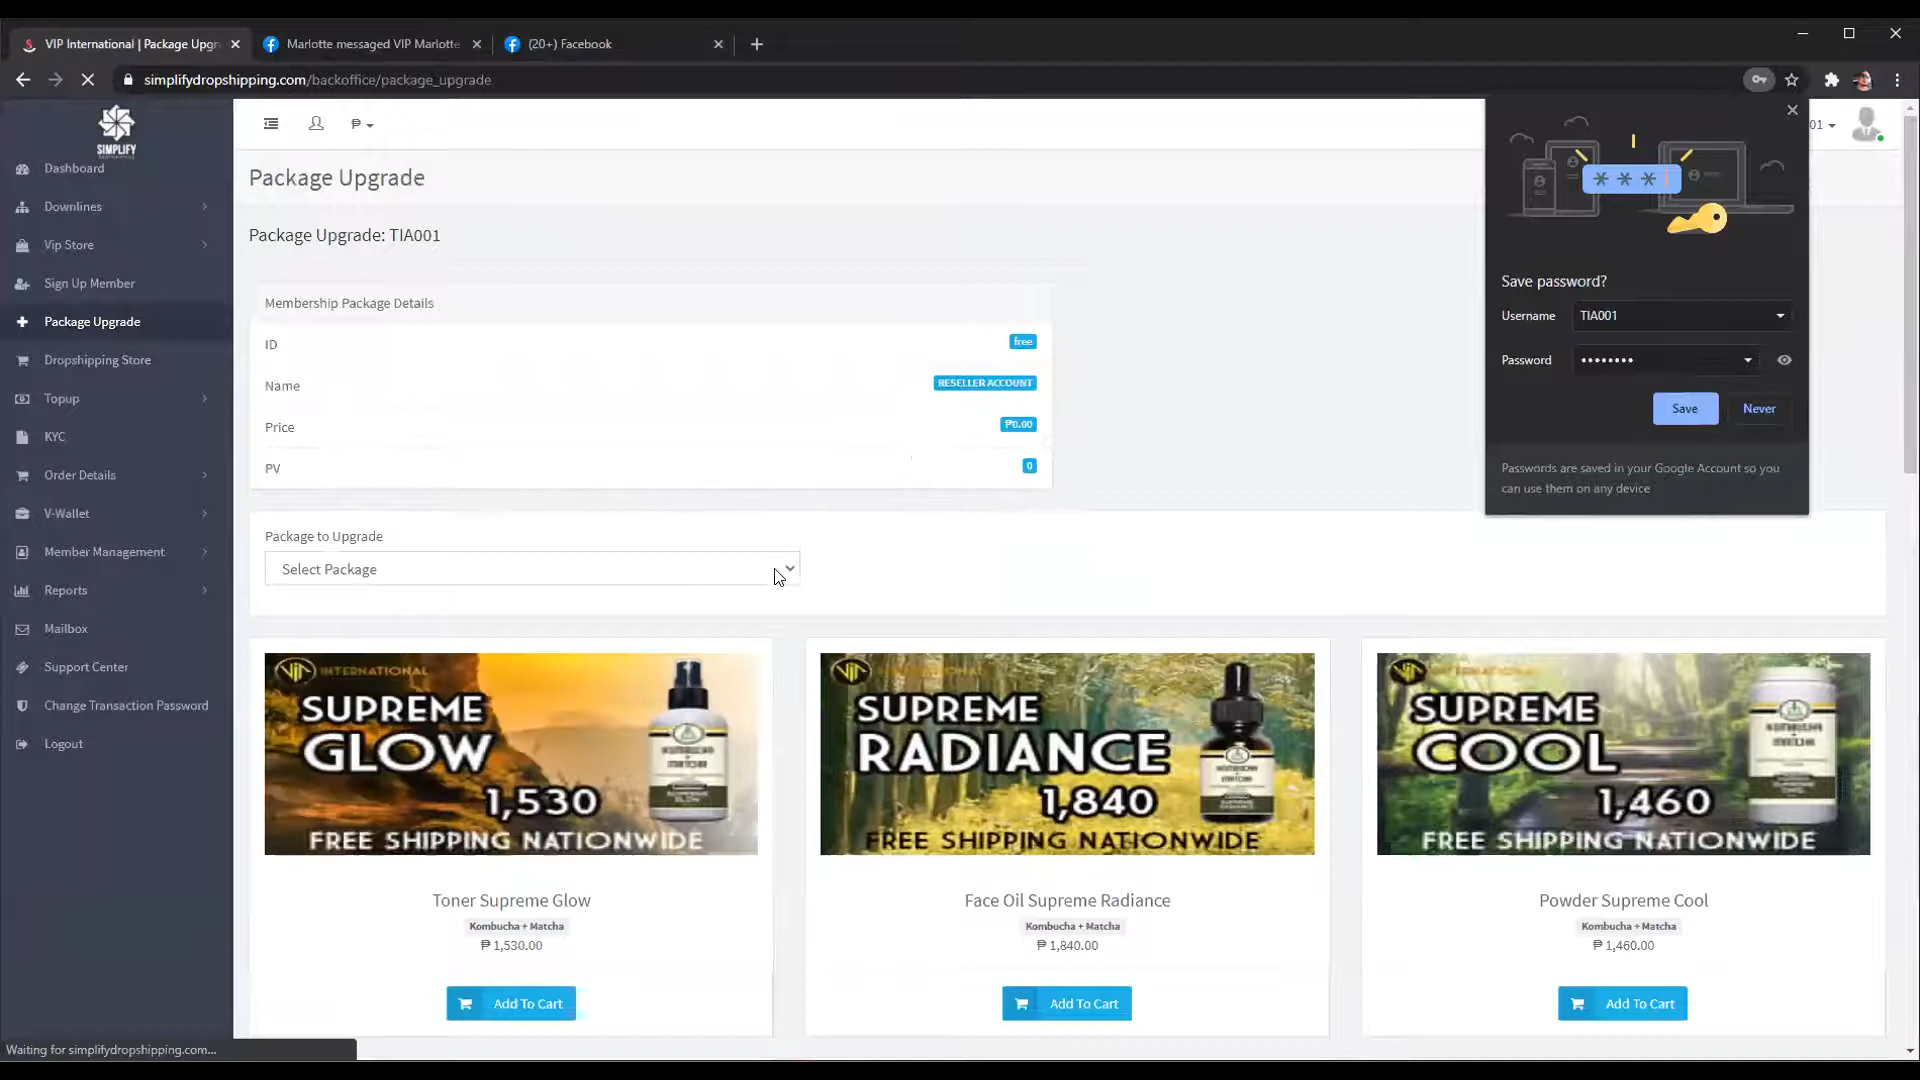 VIP International | Package Upgr
Marlotte messaged VIP Marlotte
(20+) Facebook
simplifydropshipping.com/backoffice/package_upgrade
SIMPLIFY
Dashboard
Downlines
Vip Store
Sign Up Member
Package Upgrade
Dropshipping Store
Topup
KYC
Order Details
V-Wallet
Member Management
Reports
Mailbox
Support Center
Change Transaction Password
Logout
₱
01
Package Upgrade
Package Upgrade: TIA001
Membership Package Details
ID
free
Name
RESELLER ACCOUNT
Price
₱0.00
PV
0
Package to Upgrade
Select Package
Save password?
Username
TIA001
Password
••••••••
Save
Never
Passwords are saved in your Google Account so you
can use them on any device
INTERNATIONAL
SUPREME
GLOW
1,530
FREE SHIPPING NATIONWIDE
Toner Supreme Glow
Kombucha + Matcha
₱ 1,530.00
Add To Cart
SUPREME
RADIANCE
1,840
FREE SHIPPING NATIONWIDE
Face Oil Supreme Radiance
Kombucha + Matcha
₱ 1,840.00
Add To Cart
SUPREME
COOL
1,460
FREE SHIPPING NATIONWIDE
Powder Supreme Cool
Kombucha + Matcha
₱ 1,460.00
Add To Cart
Waiting for simplifydropshipping.com...